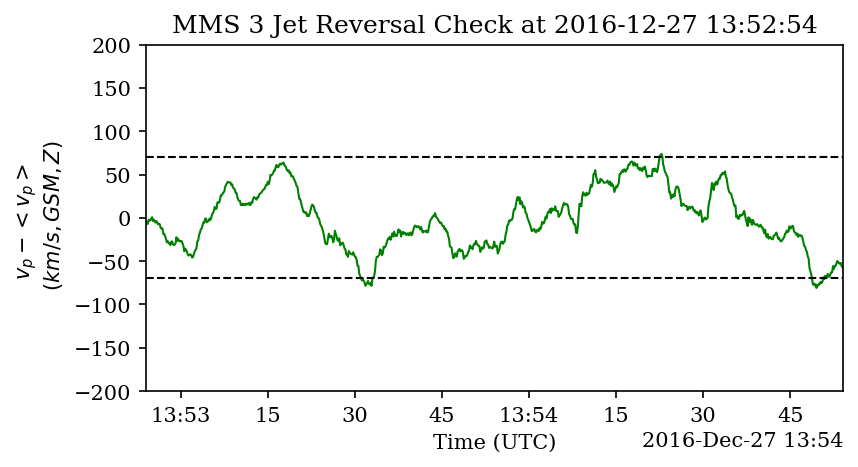 MMS 3 Jet Reversal Check at 2016-12-27 13:52:54
200
150
100
50
0
−50
−100
−150
−200
v_p − < v_p >
(km/s, GSM, Z)
13:53 15 30 45 13:54 15 30 45
Time (UTC)
2016-Dec-27 13:54